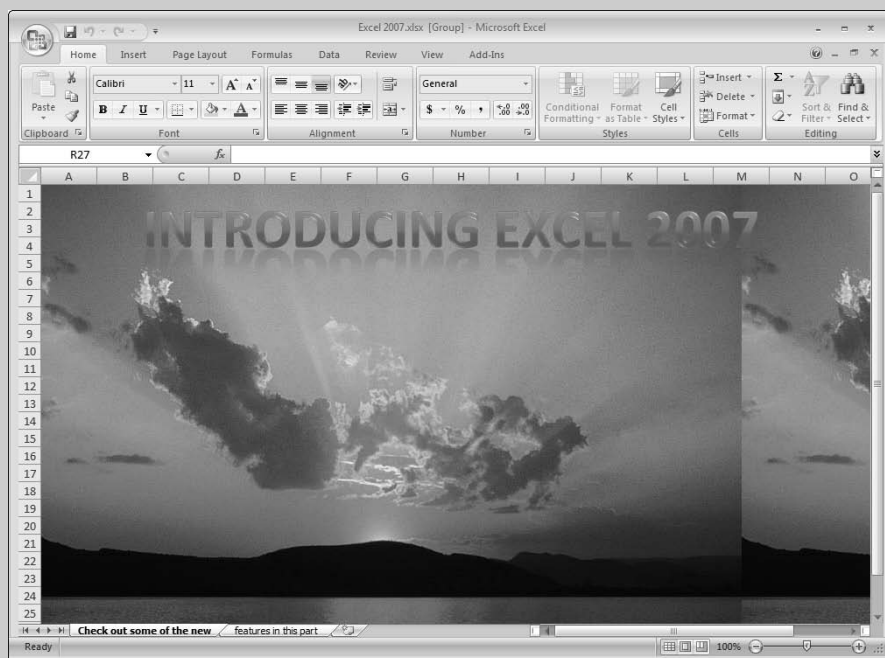 Excel 2007.xlsx [Group] - Microsoft Excel
Home Insert Page Layout Formulas Data Review View Add-Ins
Paste
Clipboard
Calibri 11 A A
B I U A
Font
Alignment
General
$ % ,
Number
Conditional Formatting
Format as Table
Cell Styles
Styles
Insert
Delete
Format
Cells
Σ
Sort & Filter
Find & Select
Editing
R27 fx
A B C D E F G H I J K L M N O
1
2
3
4
5
6
7
8
9
10
11
12
13
14
15
16
17
18
19
20
21
22
23
24
25
INTRODUCING EXCEL 2007
Check out some of the new features in this part
Ready 100%